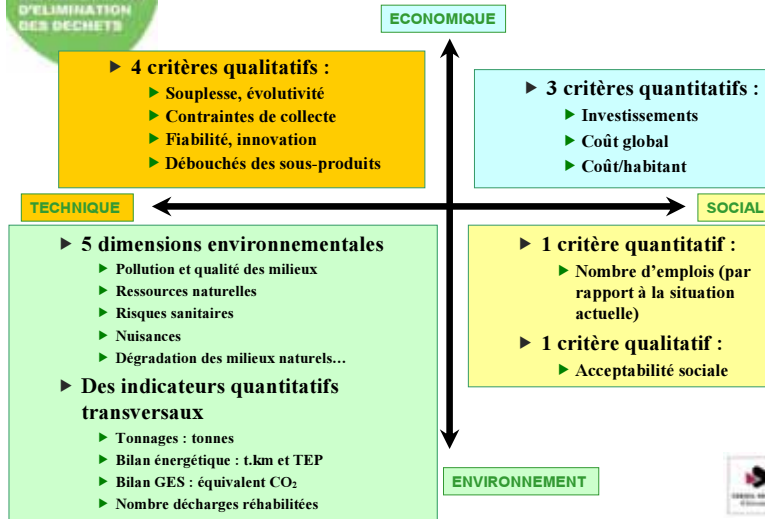 D'ELIMINATION
DES DECHETS
ECONOMIQUE
4 critères qualitatifs :
Souplesse, évolutivité
Contraintes de collecte
Fiabilité, innovation
Débouchés des sous-produits
3 critères quantitatifs :
Investissements
Coût global
Coût/habitant
TECHNIQUE
SOCIAL
5 dimensions environnementales
Pollution et qualité des milieux
Ressources naturelles
Risques sanitaires
Nuisances
Dégradation des milieux naturels…
Des indicateurs quantitatifs
transversaux
Tonnages : tonnes
Bilan énergétique : t.km et TEP
Bilan GES : équivalent CO₂
Nombre décharges réhabilitées
1 critère quantitatif :
Nombre d'emplois (par
rapport à la situation
actuelle)
1 critère qualitatif :
Acceptabilité sociale
ENVIRONNEMENT